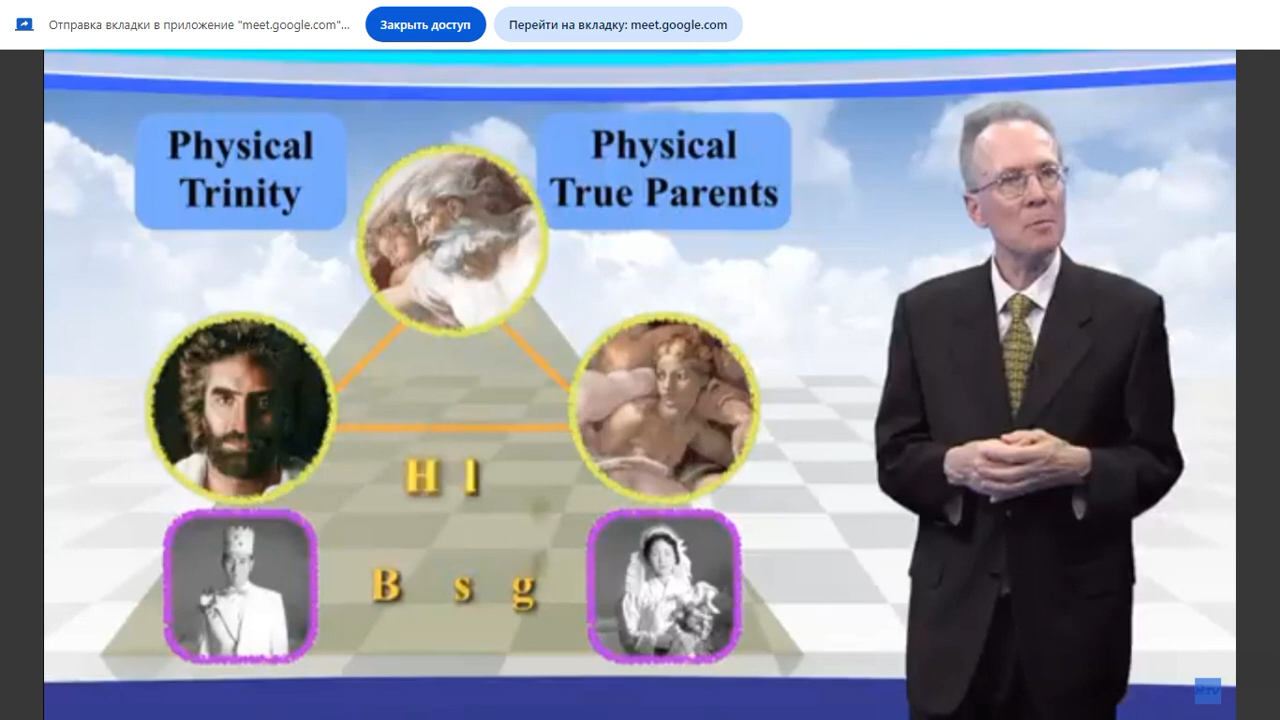 Отправка вкладки в приложение "meet.google.com"...
Закрыть доступ
Перейти на вкладку: meet.google.com
Physical
Trinity
Physical
True Parents
H l
B s g